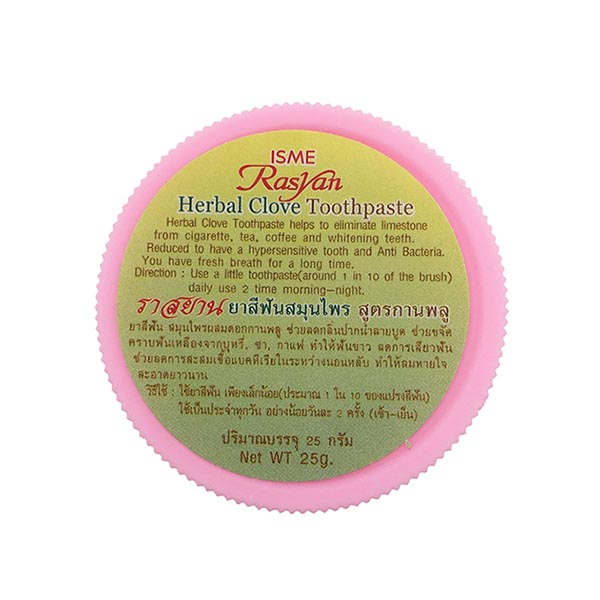 ISME
Rasyan
Herbal Clove Toothpaste
Herbal Clove Toothpaste helps to eliminate limestone
from cigarette, tea, coffee and whitening teeth.
Reduced to have a hypersensitive tooth and Anti Bacteria.
You have fresh breath for a long time.
Direction : Use a little toothpaste(around 1 in 10 of the brush)
daily use 2 time morning-night.
ราสยาน ยาสีฟันสมุนไพร สูตรกานพลู
ยาสีฟัน สมุนไพรผสมดอกกานพลู ช่วยลดกลิ่นปากน้ำลายบูด ช่วยขจัด
คราบฟันเหลืองจากบุหรี่, ชา, กาแฟ ทำให้ฟันขาว ลดการเสียวฟัน
ช่วยลดการสะสมเชื้อแบคทีเรียในระหว่างนอนหลับ ทำให้ลมหายใจ
สะอาดยาวนาน
วิธีใช้ : ใช้ยาสีฟัน เพียงเล็กน้อย(ประมาณ 1 ใน 10 ของแปรงสีฟัน)
ใช้เป็นประจำทุกวัน อย่างน้อยวันละ 2 ครั้ง (เช้า-เย็น)
ปริมาณบรรจุ 25 กรัม
Net WT 25g.